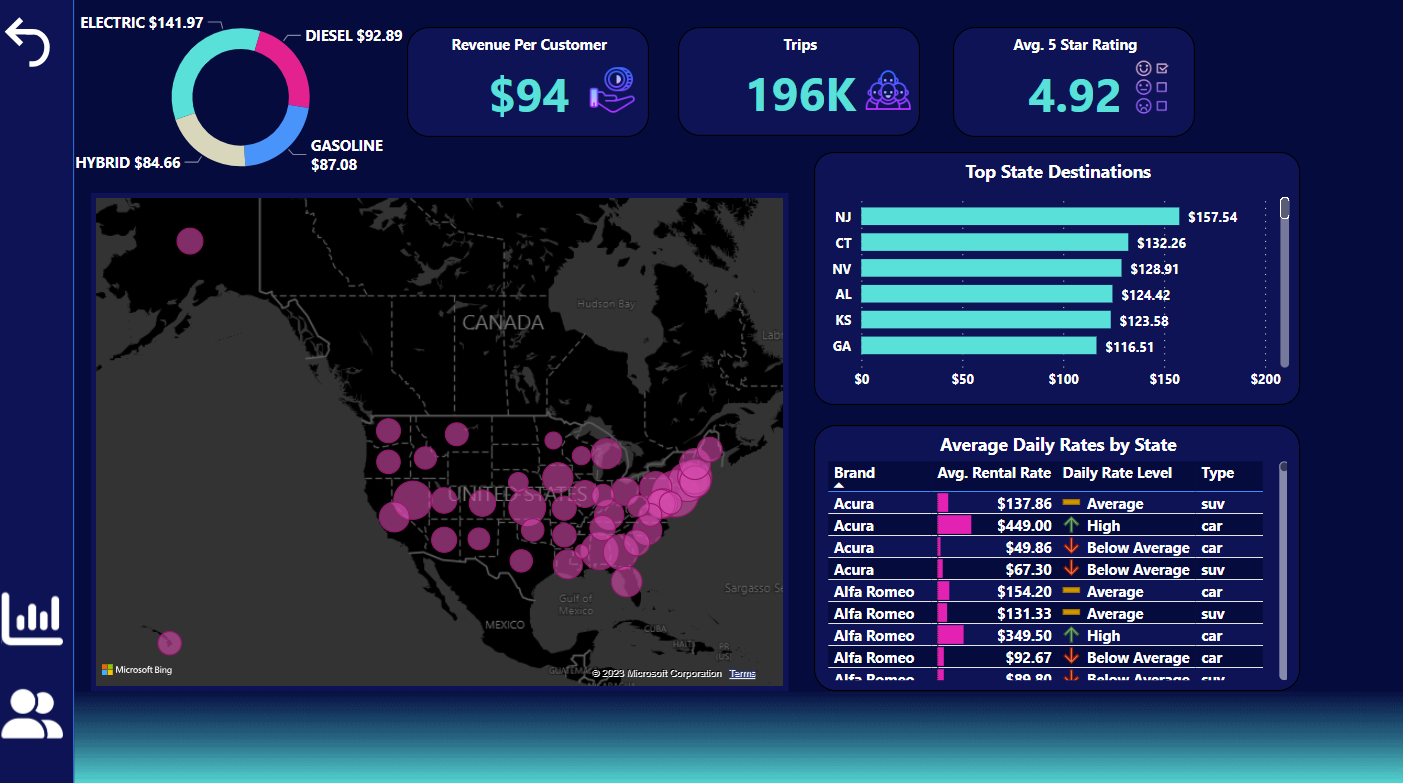 ELECTRIC $141.97
DIESEL $92.89
HYBRID $84.66
GASOLINE
$87.08
Revenue Per Customer
$94
Trips
196K
Avg. 5 Star Rating
4.92
Top State Destinations
NJ $157.54
CT $132.26
NV $128.91
AL $124.42
KS $123.58
GA $116.51
$0 $50 $100 $150 $200
Hudson Bay
CANADA
UNITED STATES
Gulf of
Mexico
MEXICO
CUBA
HAITI
PR
(US)
Sargasso Se
Labr
GUATEMA
Microsoft Bing
© 2023 Microsoft Corporation Terms
Average Daily Rates by State
Brand Avg. Rental Rate Daily Rate Level Type
Acura $137.86 Average suv
Acura $449.00 High car
Acura $49.86 Below Average car
Acura $67.30 Below Average suv
Alfa Romeo $154.20 Average car
Alfa Romeo $131.33 Average suv
Alfa Romeo $349.50 High car
Alfa Romeo $92.67 Below Average car
Alfa Romeo $89.80 Below Average suv